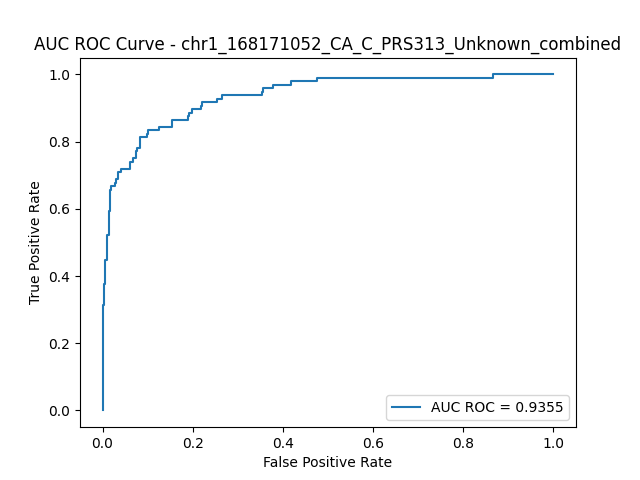 AUC ROC Curve - chr1_168171052_CA_C_PRS313_Unknown_combined
1.0
0.8
0.6
0.4
0.2
0.0
True Positive Rate
AUC ROC = 0.9355
0.0 0.2 0.4 0.6 0.8 1.0
False Positive Rate